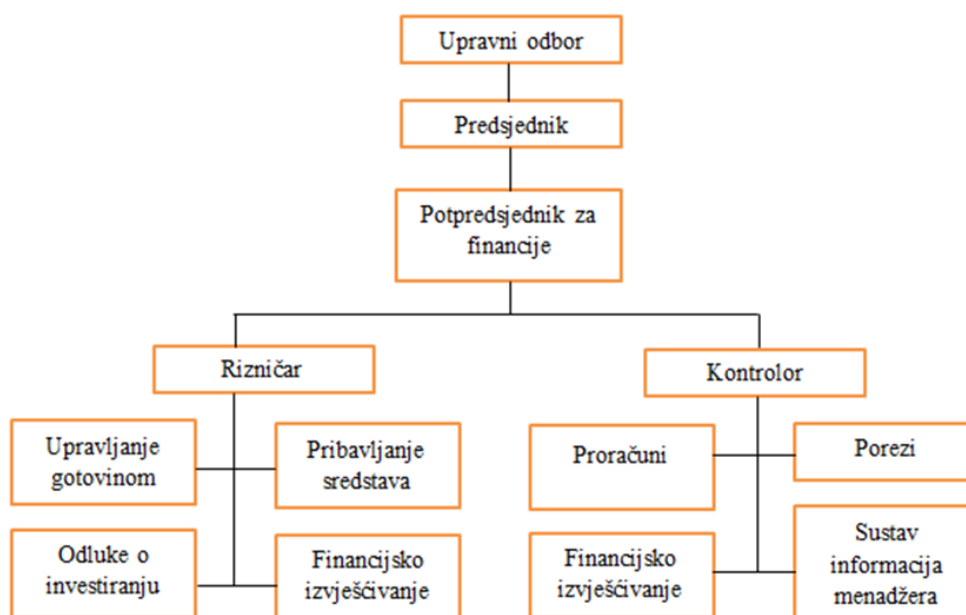 Upravni odbor
Predsjednik
Potpredsjednik za
financije
Rizničar
Kontrolor
Upravljanje
gotovinom
Pribavljanje
sredstava
Proračuni
Porezi
Odluke o
investiranju
Financijsko
izvješćivanje
Financijsko
izvješćivanje
Sustav
informacija
menadžera